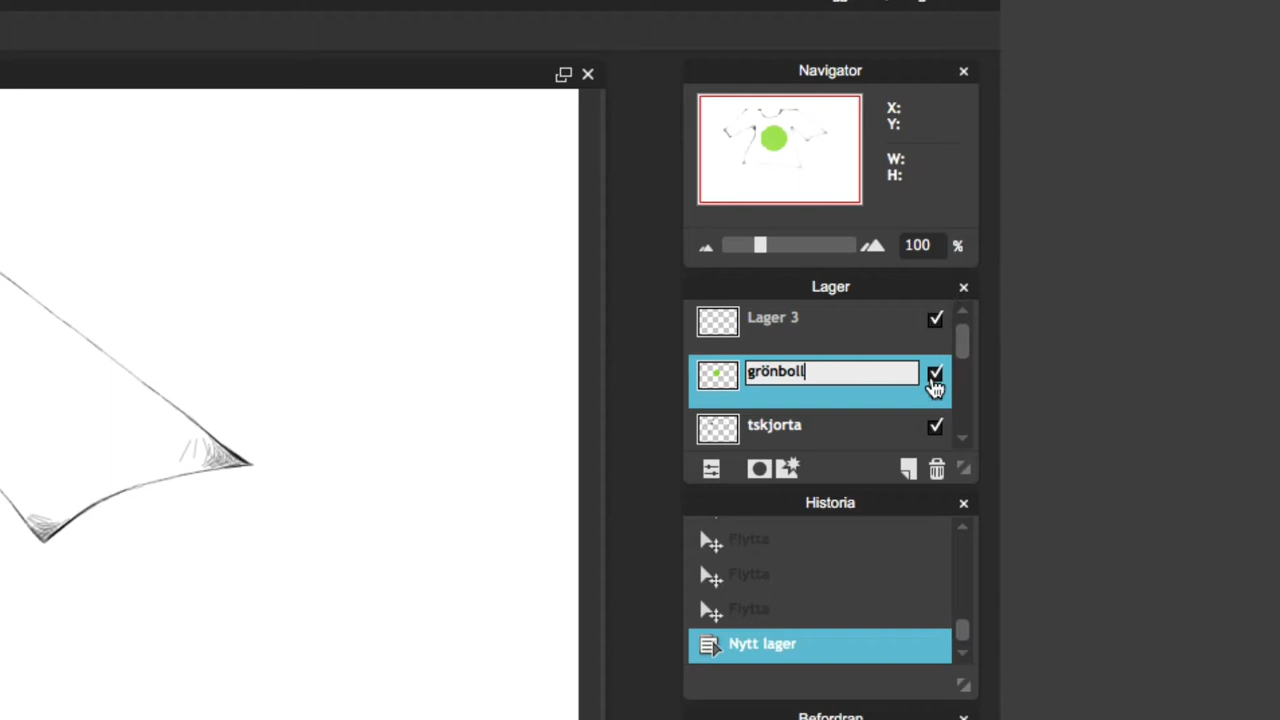 Navigator
X:
Y:
W:
H:
100 %
Lager
Lager 3
grönboll
tskjorta
Historia
Flytta
Flytta
Flytta
Nytt lager
Befordran